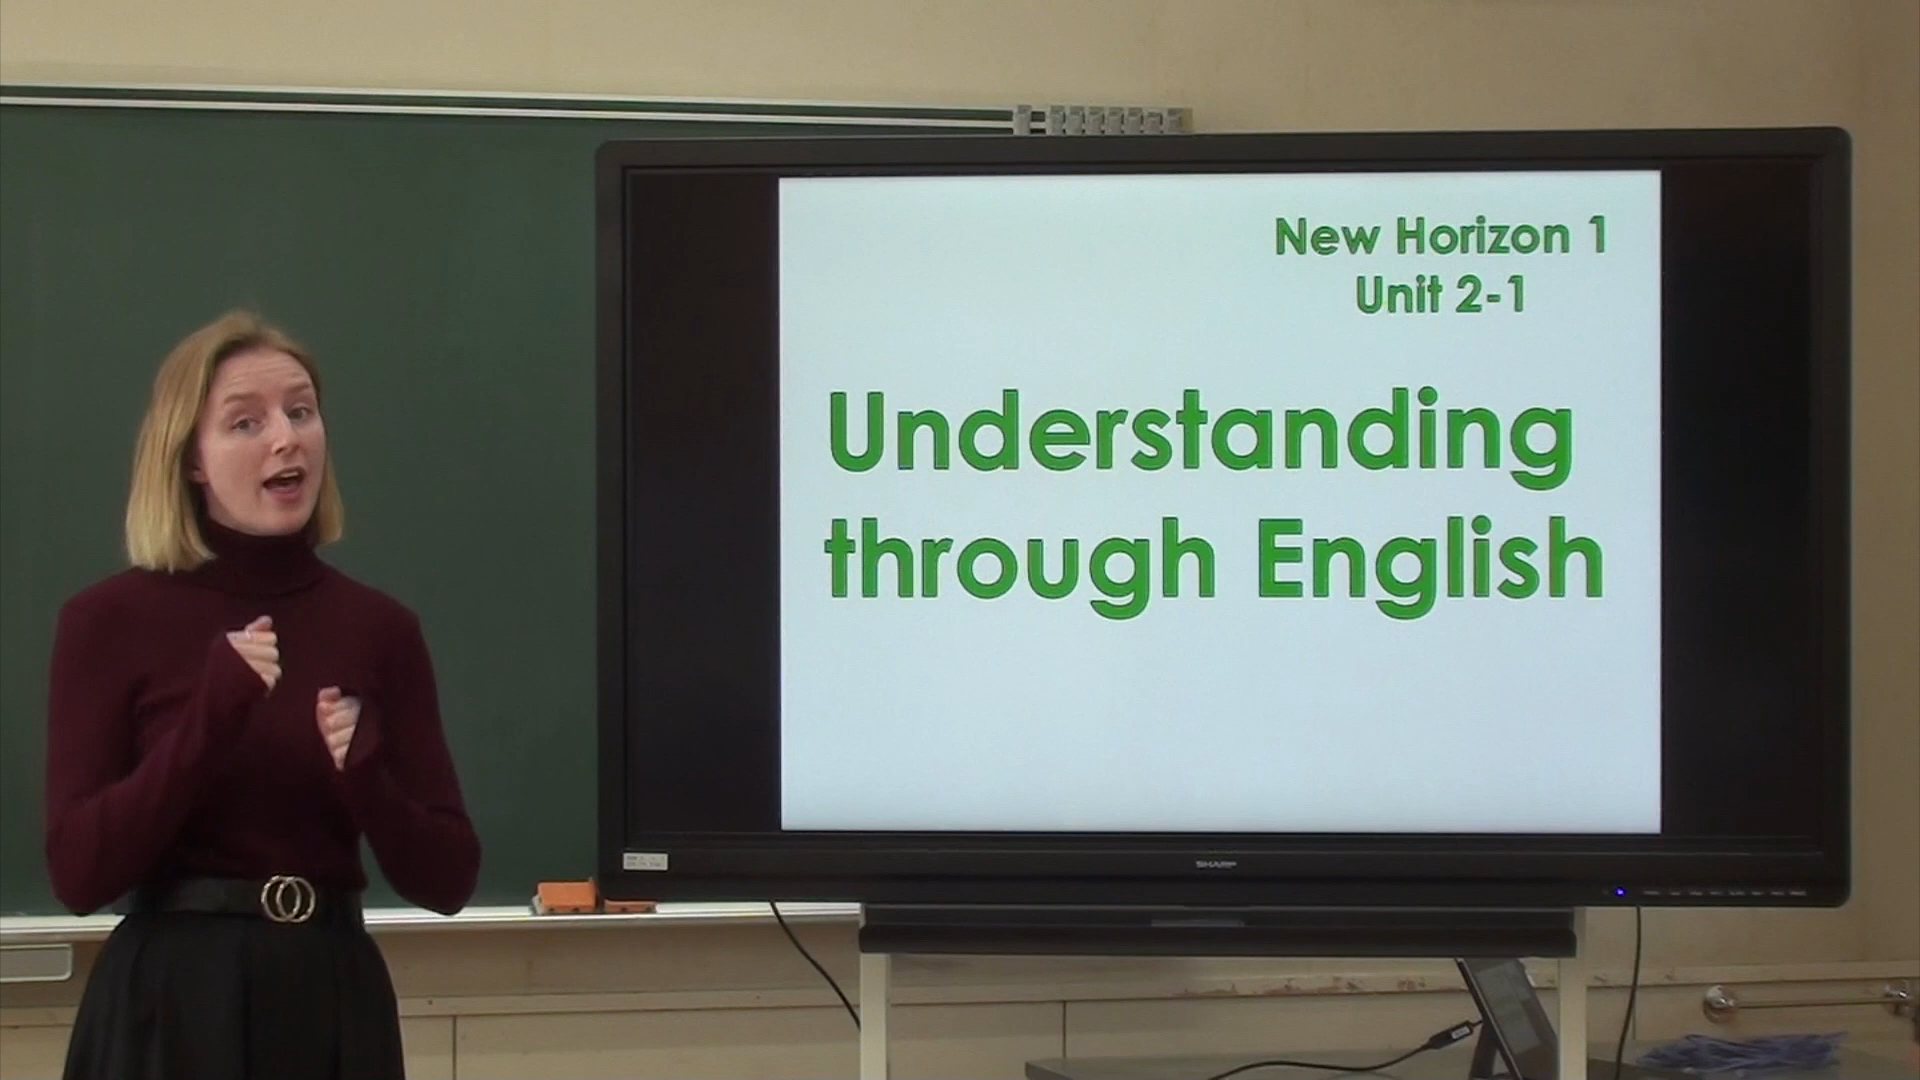 New Horizon 1
Unit 2-1
Understanding
through English
SHARP